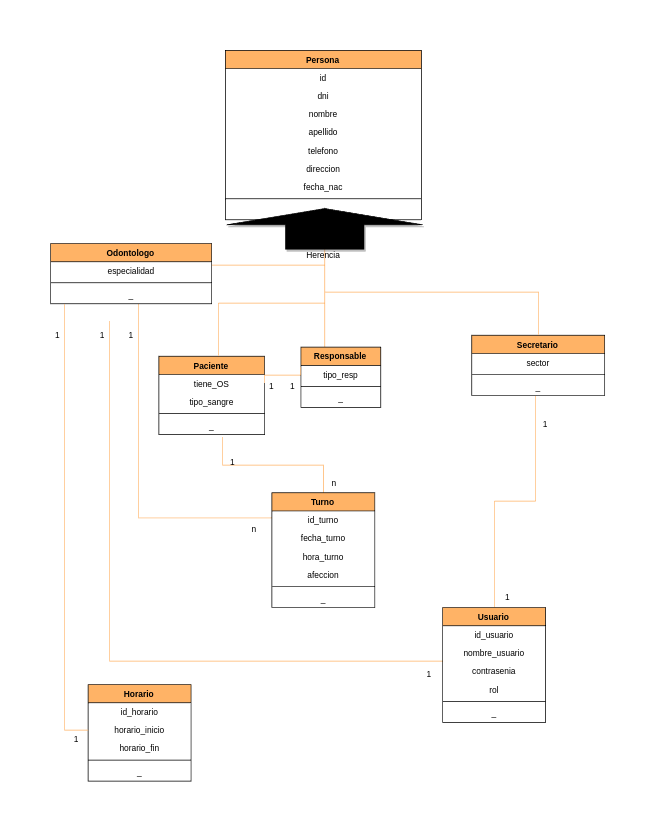 Persona
id
dni
nombre
apellido
telefono
direccion
fecha_nac
Herencia
Odontologo
especialidad
_
1
1
1
Paciente
tiene_OS
tipo_sangre
_
1
1
Responsable
tipo_resp
_
Secretario
sector
_
1
1
n
Turno
id_turno
fecha_turno
hora_turno
afeccion
_
n
1
Usuario
id_usuario
nombre_usuario
contrasenia
rol
_
1
Horario
id_horario
horario_inicio
horario_fin
_
1